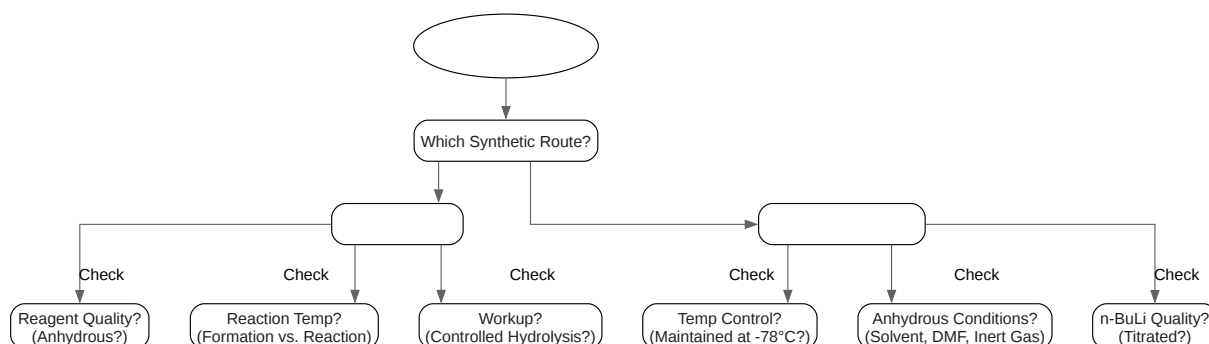 Which Synthetic Route?
Check
Check
Check
Check
Check
Check
Reagent Quality?
(Anhydrous?)
Reaction Temp?
(Formation vs. Reaction)
Workup?
(Controlled Hydrolysis?)
Temp Control?
(Maintained at -78°C?)
Anhydrous Conditions?
(Solvent, DMF, Inert Gas)
n-BuLi Quality?
(Titrated?)